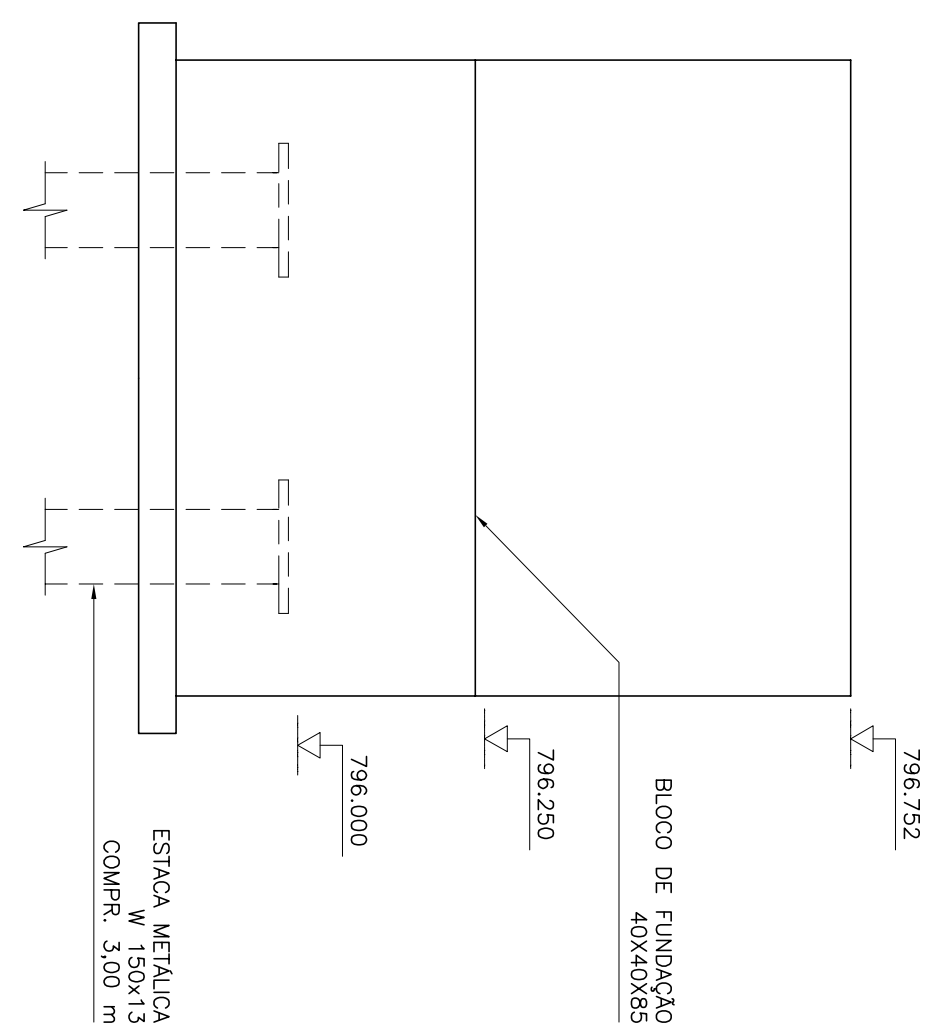 796.752
BLOCO DE FUNDAÇÃO
40X40X85
796.250
796.000
ESTACA METÁLICA
W 150x13
COMPR. 3,00 m